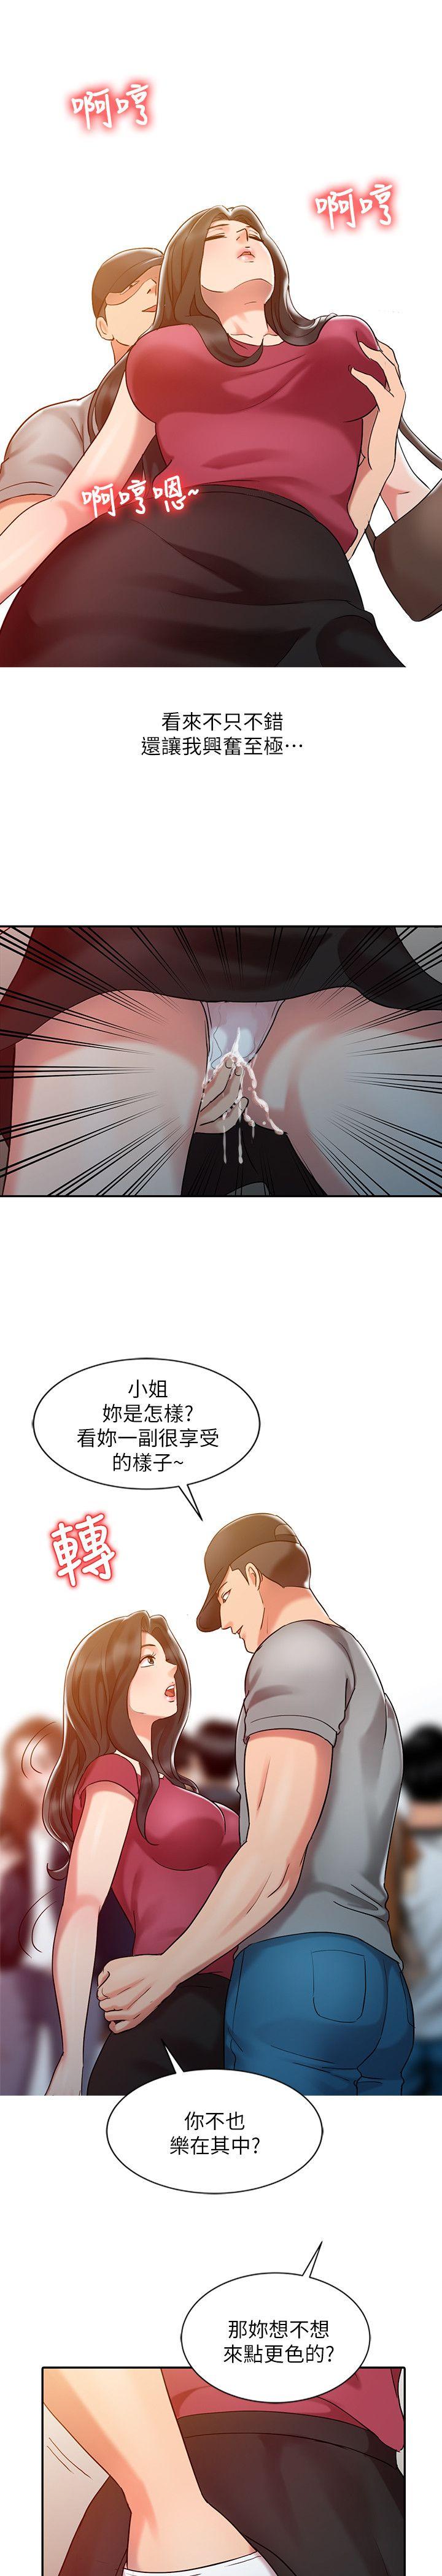 啊哼
啊哼
啊哼嗯~
看來不只不錯
還讓我興奮至極…
小姐
妳是怎樣?
看妳一副很享受
的樣子~
轉
你不也
樂在其中?
那妳想不想
來點更色的?